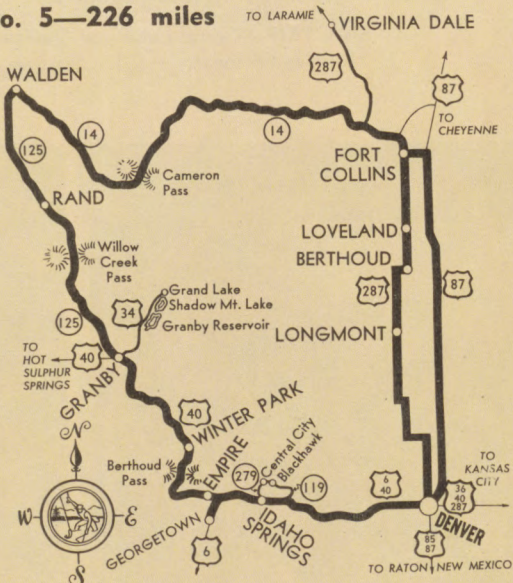 o. 5—226 miles
TO LARAMIE
VIRGINIA DALE
287
87
TO
CHEYENNE
WALDEN
14
14
125
Cameron
Pass
FORT
COLLINS
RAND
LOVELAND
BERTHOUD
Willow
Creek
Pass
287
87
Grand Lake
Shadow Mt. Lake
Granby Reservoir
34
125
LONGMONT
TO
HOT
SULPHUR
SPRINGS
40
GRANBY
40
WINTER PARK
N
W
E
S
Berthoud
Pass
EMPIRE
279
Central City
Blackhawk
119
6
40
TO
KANSAS
CITY
36
40
287
GEORGETOWN
6
IDAHO
SPRINGS
DENVER
85
87
TO RATON, NEW MEXICO